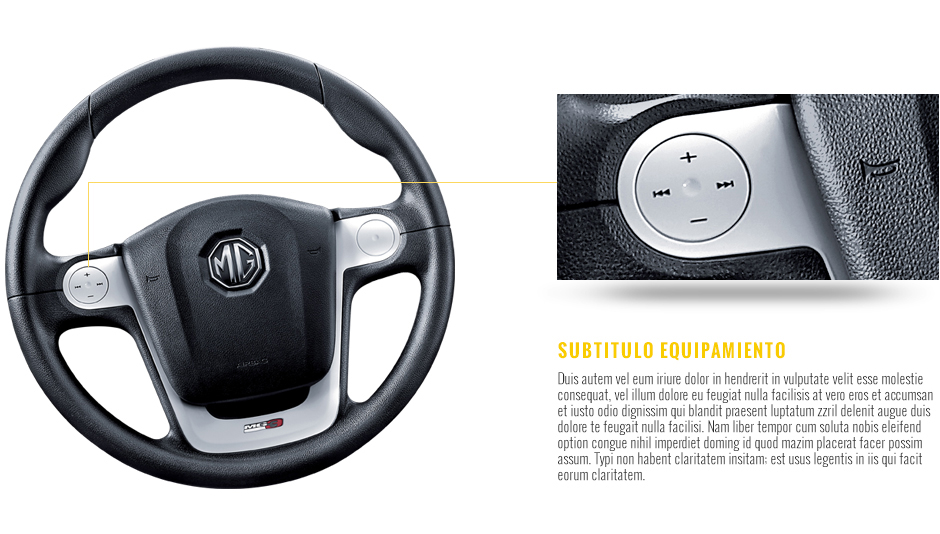 MG
AIRBAG
MG3
SUBTITULO EQUIPAMIENTO
Duis autem vel eum iriure dolor in hendrerit in vulputate velit esse molestie
consequat, vel illum dolore eu feugiat nulla facilisis at vero eros et accumsan
et iusto odio dignissim qui blandit praesent luptatum zzril delenit augue duis
dolore te feugait nulla facilisi. Nam liber tempor cum soluta nobis eleifend
option congue nihil imperdiet doming id quod mazim placerat facer possim
assum. Typi non habent claritatem insitam; est usus legentis in iis qui facit
eorum claritatem.